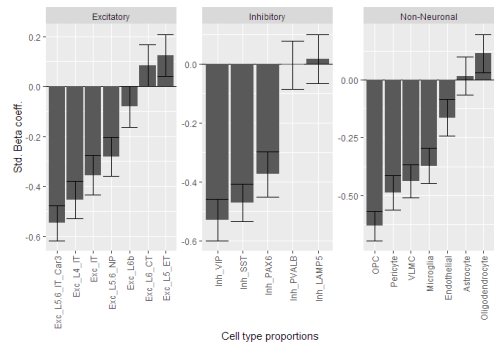 Excitatory
Inhibitory
Non-Neuronal
Std. Beta coeff.
0.2
0.0
-0.2
-0.4
-0.6
0.0
-0.2
-0.4
-0.6
0.00
-0.25
-0.50
Exc_L5.6_IT_Car3
Exc_L4_IT
Exc_IT
Exc_L5.6_NP
Exc_L6b
Exc_L6_CT
Exc_L5_ET
Inh_VIP
Inh_SST
Inh_PAX6
Inh_PVALB
Inh_LAMP5
OPC
Pericyte
VLMC
Microglia
Endothelial
Astrocyte
Oligodendrocyte
Cell type proportions